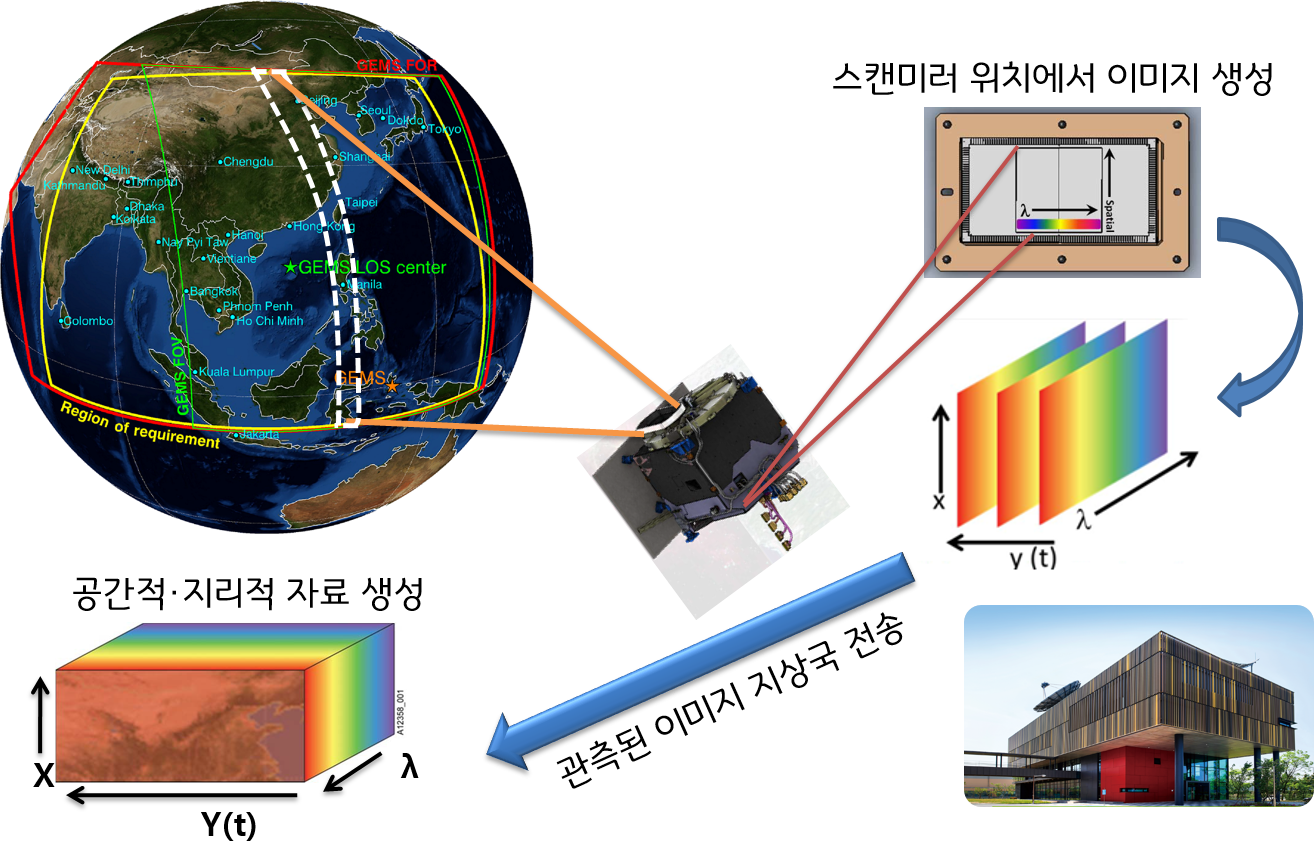 스캔미러 위치에서 이미지 생성
GEMS FOR
Beijing
Seoul
Dokdo
Tokyo
Shanghai
Chengdu
New Delhi
Kathmandu
Thimphu
Dhaka
Kolkata
Taipei
Hong Kong
Hanoi
Nay Pyi Taw
Vientiane
GEMS LOS center
Manila
Bangkok
Phnom Penh
Ho Chi Minh
Colombo
Kuala Lumpur
GEMS
GEMS FOV
Region of requirement
Jakarta
λ
Spatial
x
λ
y (t)
공간적·지리적 자료 생성
관측된 이미지 지상국 전송
A12358_001
X
λ
Y(t)